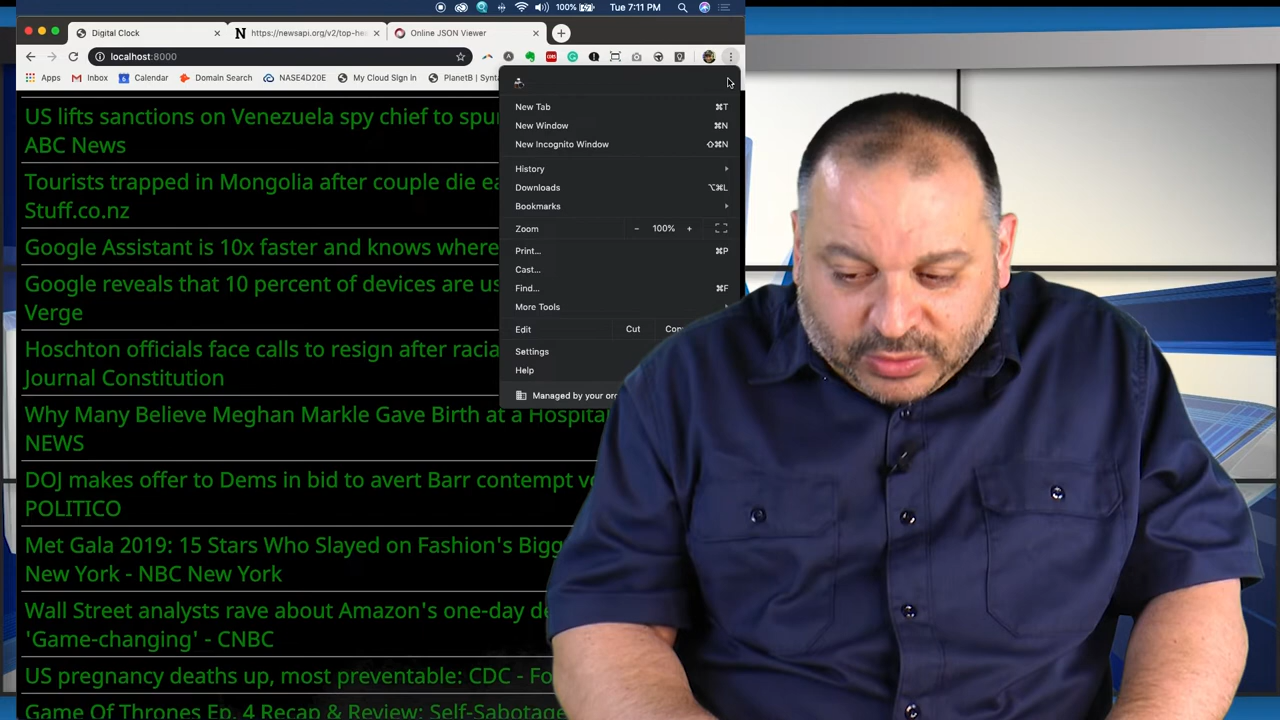 100%
Tue 7:11 PM
Digital Clock
https://newsapi.org/v2/top-hea
Online JSON Viewer
localhost:8000
Apps
Inbox
Calendar
Domain Search
NASE4D20E
My Cloud Sign in
PlanetB | Synta
New Tab ⌘T
New Window ⌘N
New Incognito Window ⇧⌘N
History
Downloads ⌥⌘L
Bookmarks
Zoom - 100% +
Print... ⌘P
Cast...
Find... ⌘F
More Tools
Edit Cut Cop
Settings
Help
Managed by your org
US lifts sanctions on Venezuela spy chief to spur
ABC News
Tourists trapped in Mongolia after couple die ea
Stuff.co.nz
Google Assistant is 10x faster and knows where
Google reveals that 10 percent of devices are us
Verge
Hoschton officials face calls to resign after racia
Journal Constitution
Why Many Believe Meghan Markle Gave Birth at a Hospital
NEWS
DOJ makes offer to Dems in bid to avert Barr contempt vo
POLITICO
Met Gala 2019: 15 Stars Who Slayed on Fashion's Bigg
New York - NBC New York
Wall Street analysts rave about Amazon's one-day de
'Game-changing' - CNBC
US pregnancy deaths up, most preventable: CDC - Fo
Game Of Thrones Ep. 4 Recap & Review: Self-Sabotage